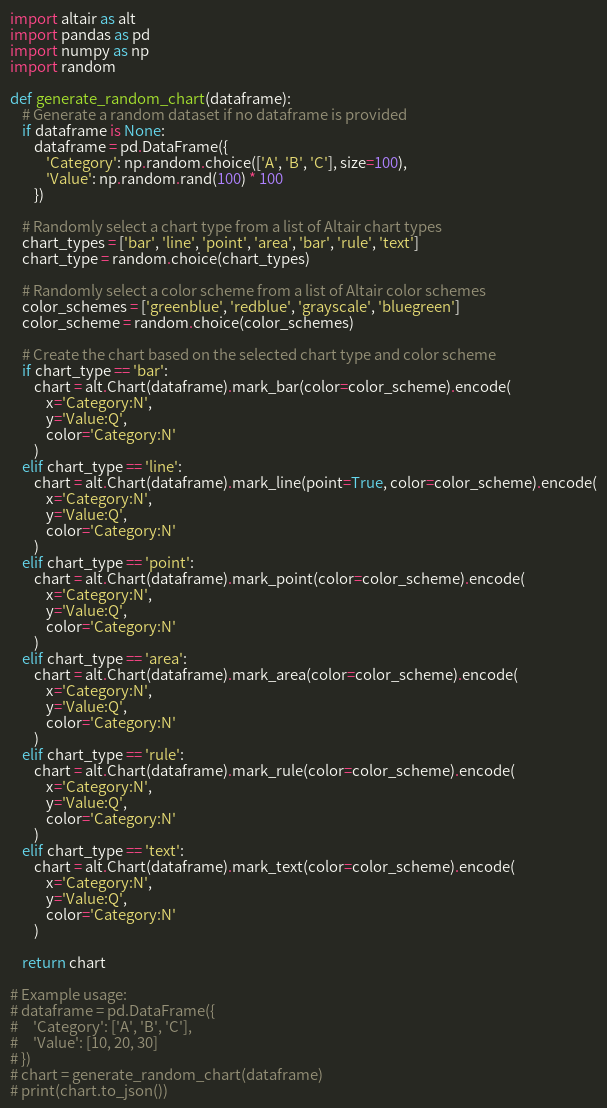 import altair as alt
import pandas as pd
import numpy as np
import random

def generate_random_chart(dataframe):
    # Generate a random dataset if no dataframe is provided
    if dataframe is None:
        dataframe = pd.DataFrame({
            'Category': np.random.choice(['A', 'B', 'C'], size=100),
            'Value': np.random.rand(100) * 100
        })

    # Randomly select a chart type from a list of Altair chart types
    chart_types = ['bar', 'line', 'point', 'area', 'bar', 'rule', 'text']
    chart_type = random.choice(chart_types)

    # Randomly select a color scheme from a list of Altair color schemes
    color_schemes = ['greenblue', 'redblue', 'grayscale', 'bluegreen']
    color_scheme = random.choice(color_schemes)

    # Create the chart based on the selected chart type and color scheme
    if chart_type == 'bar':
        chart = alt.Chart(dataframe).mark_bar(color=color_scheme).encode(
            x='Category:N',
            y='Value:Q',
            color='Category:N'
        )
    elif chart_type == 'line':
        chart = alt.Chart(dataframe).mark_line(point=True, color=color_scheme).encode(
            x='Category:N',
            y='Value:Q',
            color='Category:N'
        )
    elif chart_type == 'point':
        chart = alt.Chart(dataframe).mark_point(color=color_scheme).encode(
            x='Category:N',
            y='Value:Q',
            color='Category:N'
        )
    elif chart_type == 'area':
        chart = alt.Chart(dataframe).mark_area(color=color_scheme).encode(
            x='Category:N',
            y='Value:Q',
            color='Category:N'
        )
    elif chart_type == 'rule':
        chart = alt.Chart(dataframe).mark_rule(color=color_scheme).encode(
            x='Category:N',
            y='Value:Q',
            color='Category:N'
        )
    elif chart_type == 'text':
        chart = alt.Chart(dataframe).mark_text(color=color_scheme).encode(
            x='Category:N',
            y='Value:Q',
            color='Category:N'
        )

    return chart

# Example usage:
# dataframe = pd.DataFrame({
#     'Category': ['A', 'B', 'C'],
#     'Value': [10, 20, 30]
# })
# chart = generate_random_chart(dataframe)
# print(chart.to_json())